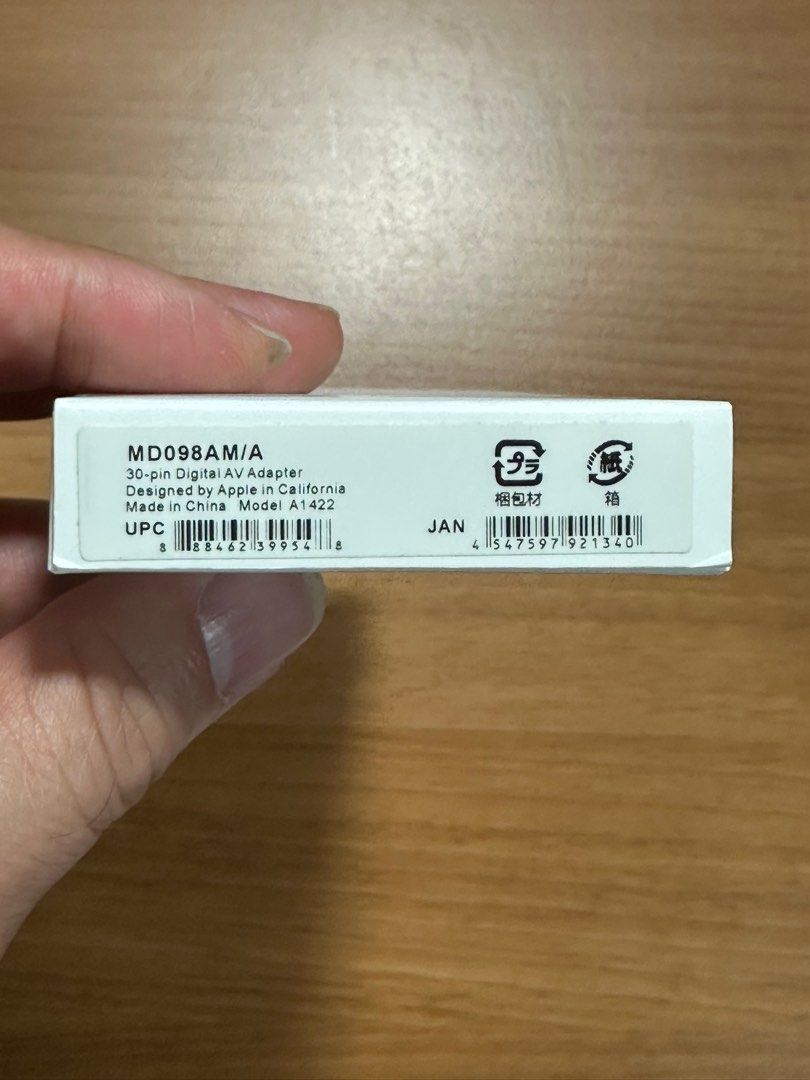 MD098AM/A
30-pin Digital AV Adapter
Designed by Apple in California
Made in China Model A1422
UPC
8 88462 39954 8
プラ
梱包材
紙
箱
JAN
4 547597 921340